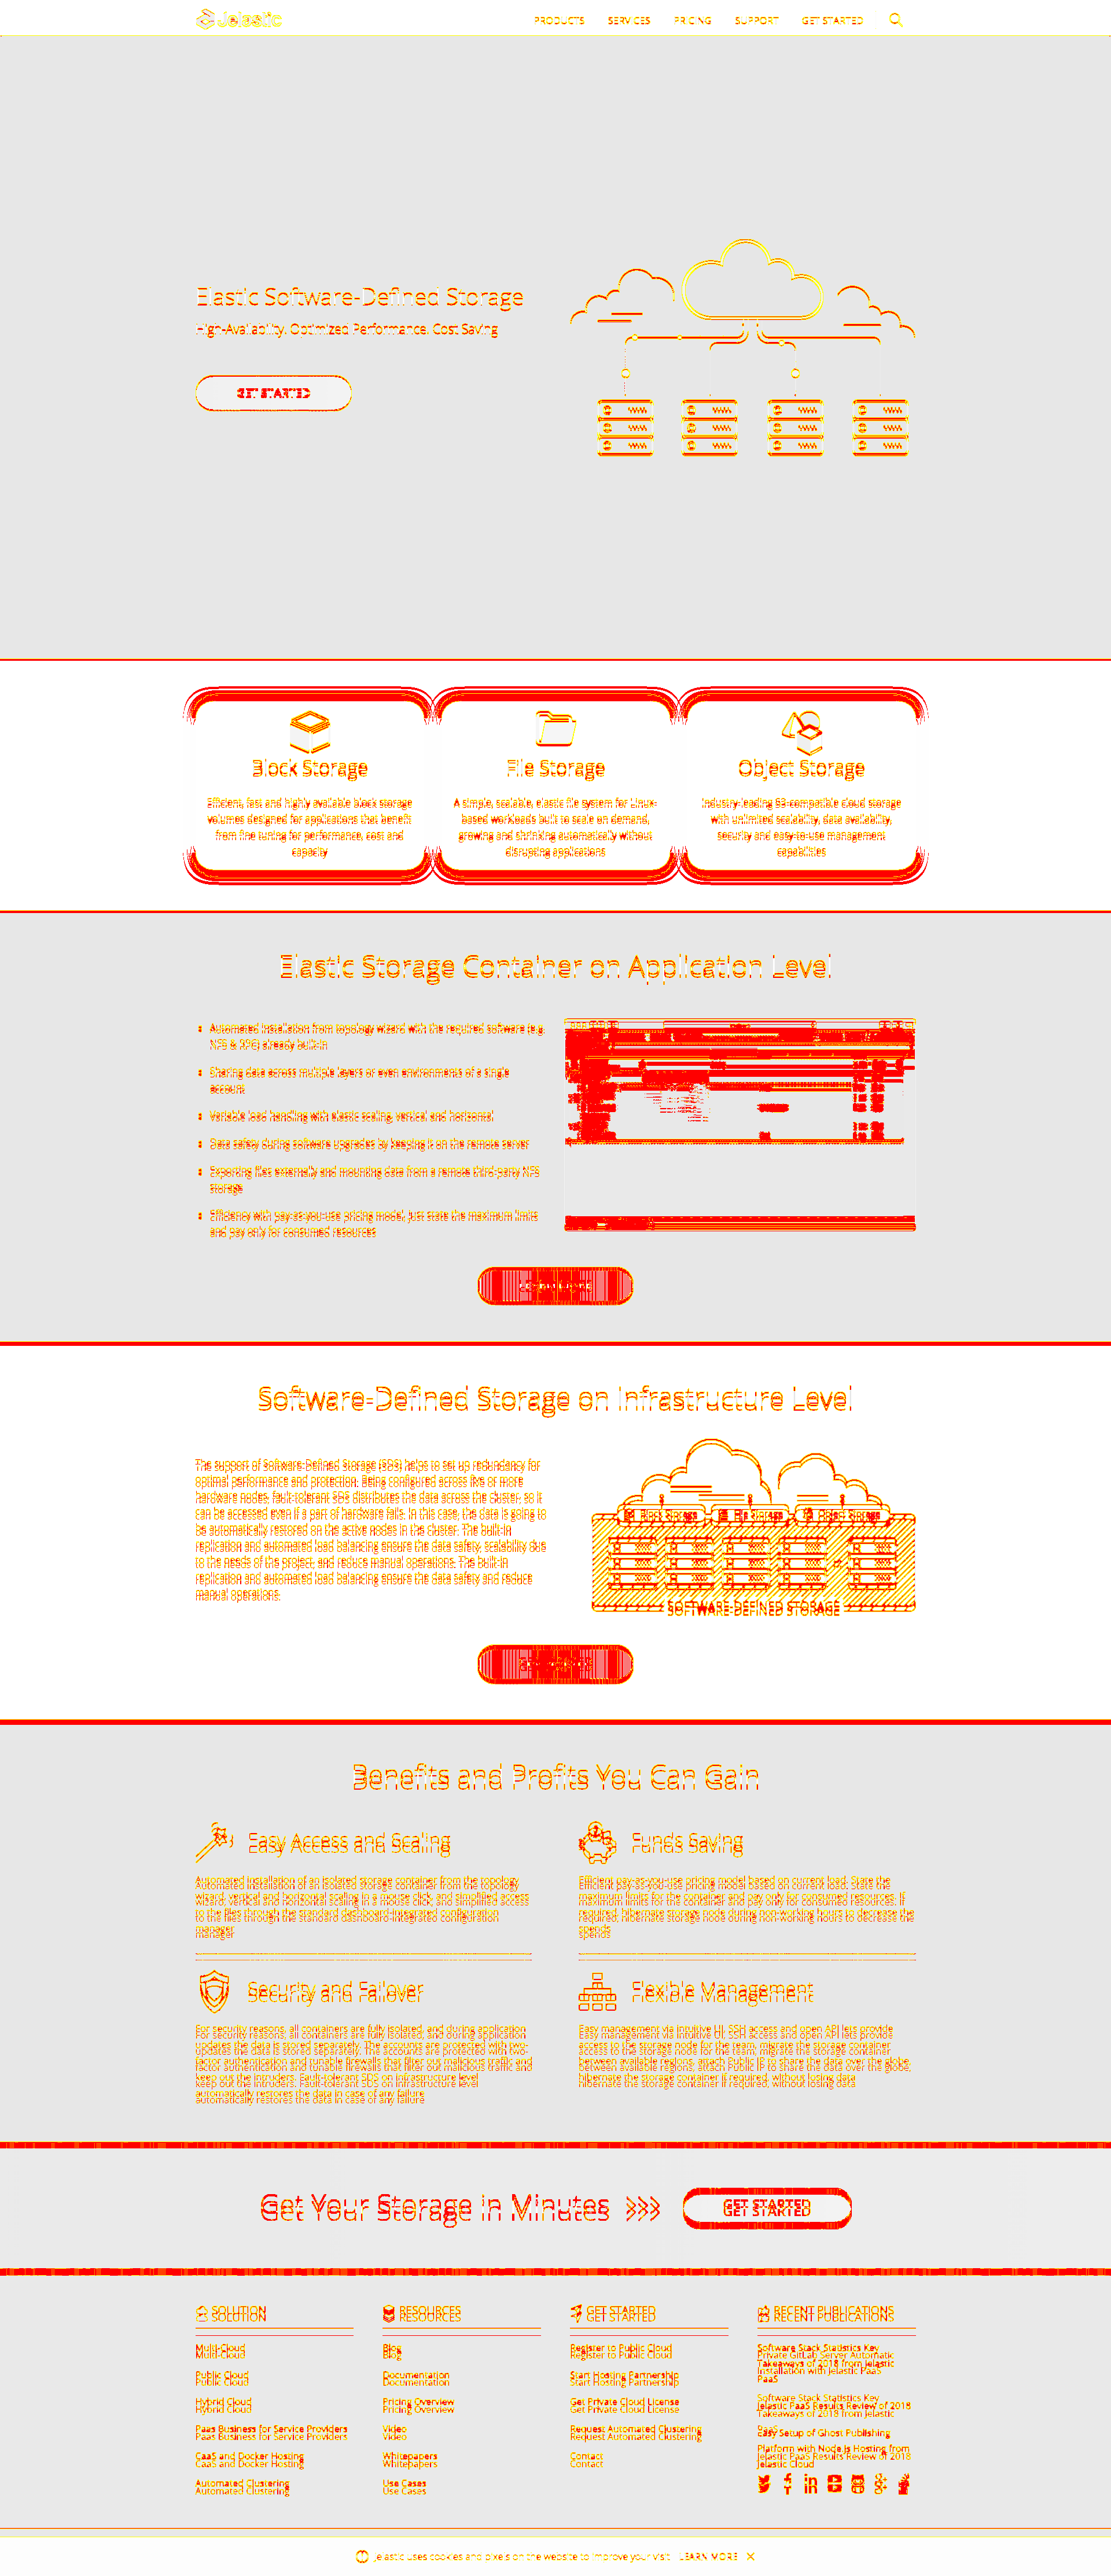 Jelastic
PRODUCTS SERVICES PRICING SUPPORT GET STARTED
Elastic Software-Defined Storage
High-Availability, Optimized Performance, Cost Saving
GET STARTED
Block Storage
Efficient, fast and highly available block storage
volumes designed for applications that benefit
from fine tuning for performance, cost and
capacity
File Storage
A simple, scalable, elastic file system for Linux-
based workloads built to scale on demand,
growing and shrinking automatically without
disrupting applications
Object Storage
Industry-leading S3-compatible cloud storage
with unlimited scalability, data availability,
security and easy-to-use management
capabilities
Elastic Storage Container on Application Level
Automated installation from topology wizard with the required software (e.g.
NFS & XFS) already built-in
Sharing data across multiple layers or even environments of a single
account
Variable load handling with elastic scaling, vertical and horizontal
Data safety during software upgrades by keeping it on the remote server
Exporting files externally and mounting data from a remote third-party NFS
storage
Efficiency with pay-as-you-use pricing model, just state the maximum limits
and pay only for consumed resources
Software-Defined Storage on Infrastructure Level
The support of Software-Defined Storage (SDS) helps to set up redundancy for
optimal performance and protection. Being configured across five or more
hardware nodes, fault-tolerant SDS distributes the data across the cluster, so it
can be accessed even if a part of hardware fails. In this case, the data is going to
be automatically restored on the active nodes in the cluster. The built-in
replication and automated load balancing ensure the data safety, scalability due
to the needs of the project, and reduce manual operations. The built-in
replication and automated load balancing ensure the data safety and reduce
manual operations.
Block Storage File Storage Object Storage
SOFTWARE-DEFINED STORAGE
Benefits and Profits You Can Gain
Easy Access and Scaling
Automated installation of an isolated storage container from the topology
wizard, vertical and horizontal scaling in a mouse click, and simplified access
to the files through the standard dashboard-integrated configuration
manager
Funds Saving
Efficient pay-as-you-use pricing model based on current load. State the
maximum limits for the container and pay only for consumed resources. If
required, hibernate storage node during non-working hours to decrease the
spends
Security and Failover
For security reasons, all containers are fully isolated, and during application
updates the data is stored separately. The accounts are protected with two-
factor authentication and tunable firewalls that filter out malicious traffic and
keep out the intruders. Fault-tolerant SDS on infrastructure level
automatically restores the data in case of any failure
Flexible Management
Easy management via intuitive UI; SSH access and open API lets provide
access to the storage node for the team, migrate the storage container
between available regions, attach Public IP to share the data over the globe,
hibernate the storage container if required, without losing data
Get Your Storage in Minutes
GET STARTED
SOLUTION
Multi-Cloud
Public Cloud
Hybrid Cloud
PaaS Business for Service Providers
CaaS and Docker Hosting
Automated Clustering
RESOURCES
Blog
Documentation
Pricing Overview
Video
Whitepapers
Use Cases
GET STARTED
Register to Public Cloud
Start Hosting Partnership
Get Private Cloud License
Request Automated Clustering
Contact
RECENT PUBLICATIONS
Software Stack Statistics Key
Private GitLab Server Automatic
Takeaways of 2018 from Jelastic
Installation with Jelastic PaaS
PaaS
Software Stack Statistics Key
Jelastic PaaS Results Review of 2018
Takeaways of 2018 from Jelastic
Easy Setup of Ghost Publishing
Platform with Node.js Hosting from
Jelastic PaaS Results Review of 2018
Jelastic Cloud
Jelastic uses cookies and pixels on the website to improve your visit LEARN MORE